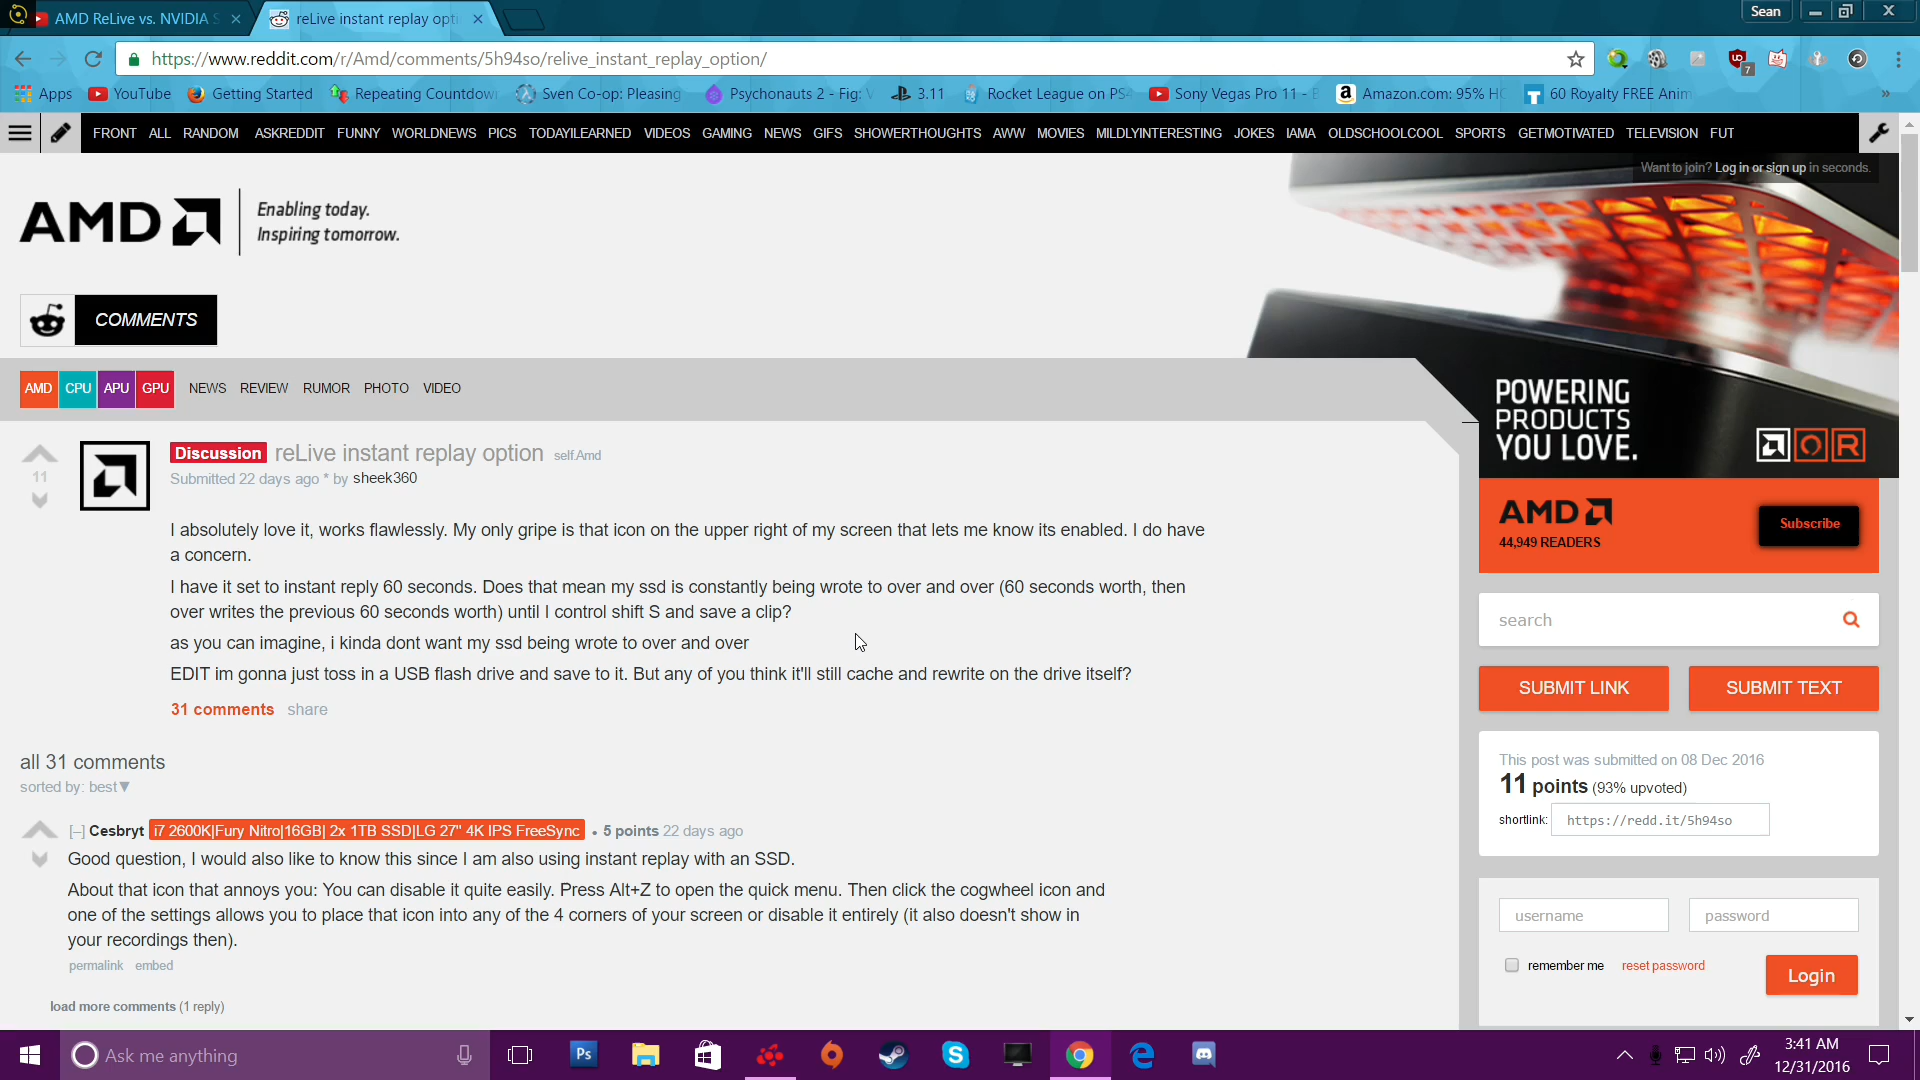 AMD ReLive vs. NVIDIA S
reLive instant replay opti
Sean
https://www.reddit.com/r/Amd/comments/5h94so/relive_instant_replay_option/
7
Apps
YouTube
Getting Started
Repeating Countdown
Sven Co-op: Pleasing
Psychonauts 2 - Fig:
3.11
Rocket League on PS4
Sony Vegas Pro 11 -
Amazon.com: 95% HC
60 Royalty FREE Anim
»
FRONT ALL RANDOM ASKREDDIT FUNNY WORLDNEWS PICS TODAYILEARNED VIDEOS GAMING NEWS GIFS SHOWERTHOUGHTS AWW MOVIES MILDLYINTERESTING JOKES IAMA OLDSCHOOLCOOL SPORTS GETMOTIVATED TELEVISION FUT
Want to join? Log in or sign up in seconds.
AMD
Enabling today.
Inspiring tomorrow.
COMMENTS
AMD CPU APU GPU NEWS REVIEW RUMOR PHOTO VIDEO
POWERING
PRODUCTS
YOU LOVE.
Discussion reLive instant replay option self.Amd
11
Submitted 22 days ago * by sheek360
I absolutely love it, works flawlessly. My only gripe is that icon on the upper right of my screen that lets me know its enabled. I do have
a concern.
I have it set to instant reply 60 seconds. Does that mean my ssd is constantly being wrote to over and over (60 seconds worth, then
over writes the previous 60 seconds worth) until I control shift S and save a clip?
as you can imagine, i kinda dont want my ssd being wrote to over and over
EDIT im gonna just toss in a USB flash drive and save to it. But any of you think it'll still cache and rewrite on the drive itself?
31 comments share
all 31 comments
sorted by: best▼
[–] Cesbryt i7 2600K|Fury Nitro|16GB| 2x 1TB SSD|LG 27" 4K IPS FreeSync • 5 points 22 days ago
Good question, I would also like to know this since I am also using instant replay with an SSD.
About that icon that annoys you: You can disable it quite easily. Press Alt+Z to open the quick menu. Then click the cogwheel icon and
one of the settings allows you to place that icon into any of the 4 corners of your screen or disable it entirely (it also doesn't show in
your recordings then).
permalink embed
load more comments (1 reply)
AMD
44,949 READERS
Subscribe
search
SUBMIT LINK
SUBMIT TEXT
This post was submitted on 08 Dec 2016
11 points (93% upvoted)
shortlink: https://redd.it/5h94so
username
password
remember me
reset password
Login
Ask me anything
Ps
3:41 AM
12/31/2016